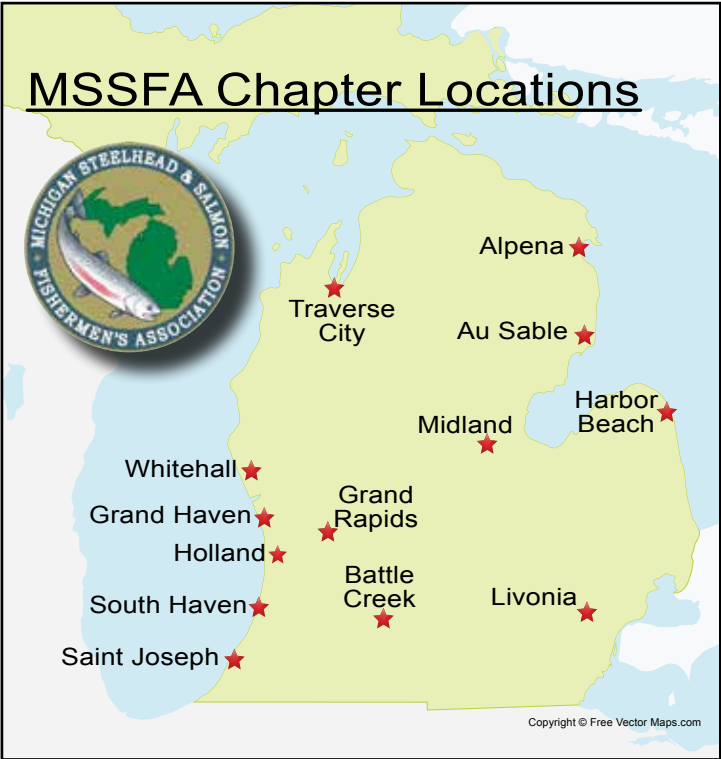 MSSFA Chapter Locations
MICHIGAN STEELHEAD & SALMON
FISHERMEN'S ASSOCIATION
Alpena
Traverse
City
Au Sable
Harbor
Beach
Midland
Whitehall
Grand
Rapids
Grand Haven
Holland
Battle
Creek
South Haven
Livonia
Saint Joseph
Copyright © Free Vector Maps.com